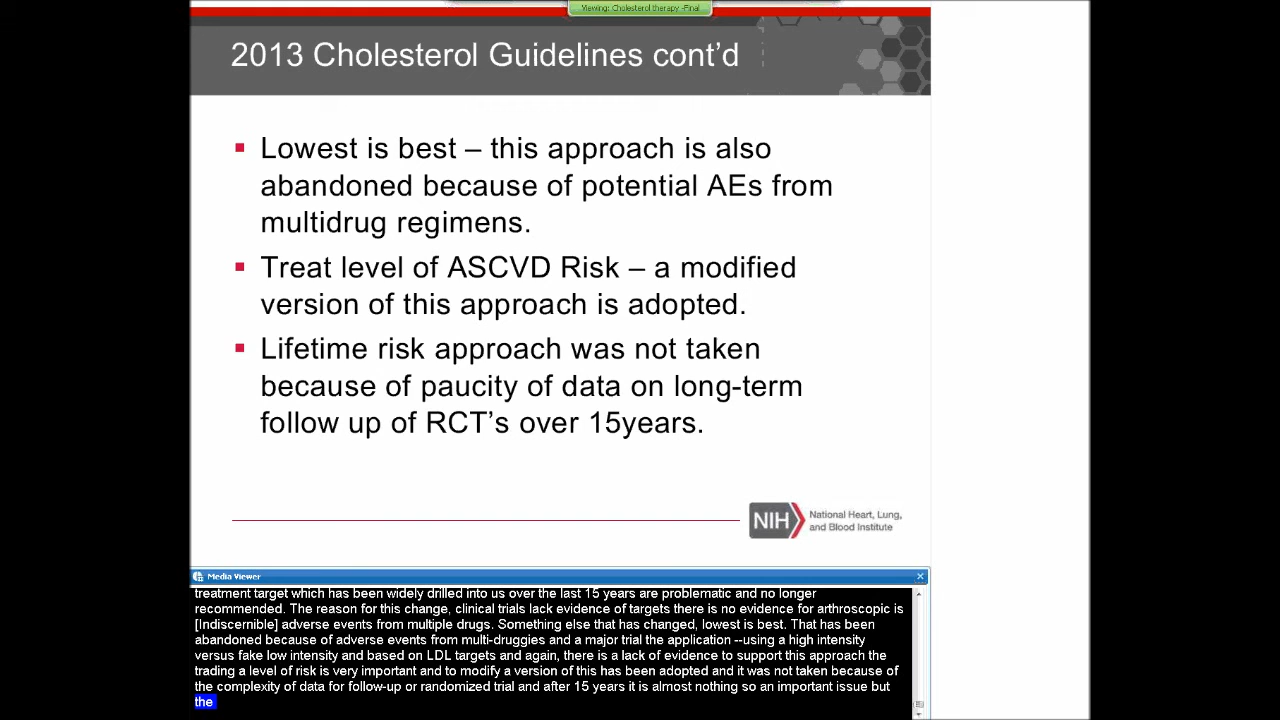 Viewing: Cholesterol therapy -Final
2013 Cholesterol Guidelines cont’d
▪ Lowest is best – this approach is also
abandoned because of potential AEs from
multidrug regimens.
▪ Treat level of ASCVD Risk – a modified
version of this approach is adopted.
▪ Lifetime risk approach was not taken
because of paucity of data on long-term
follow up of RCT’s over 15years.
NIH
National Heart, Lung,
and Blood Institute
Media Viewer
treatment target which has been widely drilled into us over the last 15 years are problematic and no longer
recommended. The reason for this change, clinical trials lack evidence of targets there is no evidence for arthroscopic is
[Indiscernible] adverse events from multiple drugs. Something else that has changed, lowest is best. That has been
abandoned because of adverse events from multi-druggies and a major trial the application --using a high intensity
versus fake low intensity and based on LDL targets and again, there is a lack of evidence to support this approach the
trading a level of risk is very important and to modify a version of this has been adopted and it was not taken because of
the complexity of data for follow-up or randomized trial and after 15 years it is almost nothing so an important issue but
the